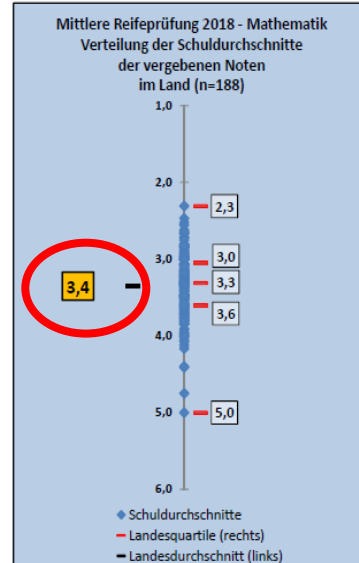 Mittlere Reifeprüfung 2018 - Mathematik
Verteilung der Schuldurchschnitte
der vergebenen Noten
im Land (n=188)
1,0
2,0
2,3
3,0
3,0
3,3
3,4
3,6
4,0
5,0
5,0
6,0
Schuldurchschnitte
Landesquartile (rechts)
Landesdurchschnitt (links)